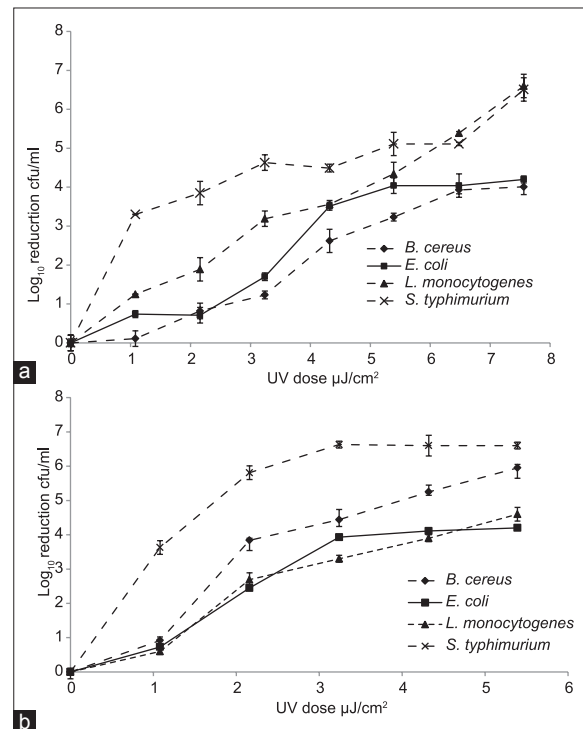 Log10 reducrtion cfu/ml
8
7
6
5
4
3
2
1
0
0 1 2 3 4 5 6 7 8
UV dose µJ/cm²
B. cereus
E. coli
L. monocytogenes
S. typhimurium
a
Log10 reduction cfu/ml
8
7
6
5
4
3
2
1
0
0 1 2 3 4 5 6
UV dose µJ/cm²
B. cereus
E. coli
L. monocytogenes
S. typhimurium
b